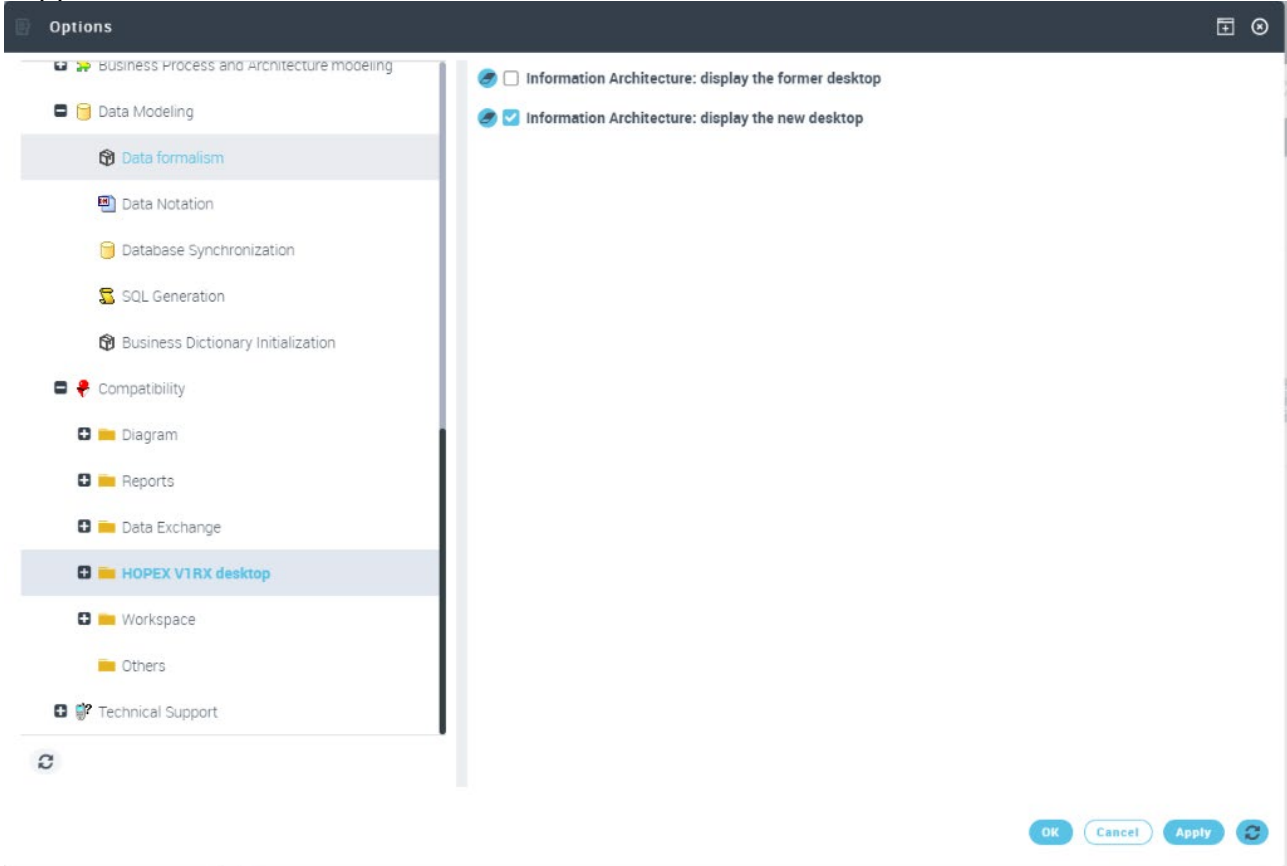 Options
Business Process and Architecture modeling
Data Modeling
Data formalism
Data Notation
Database Synchronization
SQL Generation
Business Dictionary Initialization
Compatibility
Diagram
Reports
Data Exchange
HOPEX V1RX desktop
Workspace
Others
Technical Support
Information Architecture: display the former desktop
Information Architecture: display the new desktop
OK Cancel Apply